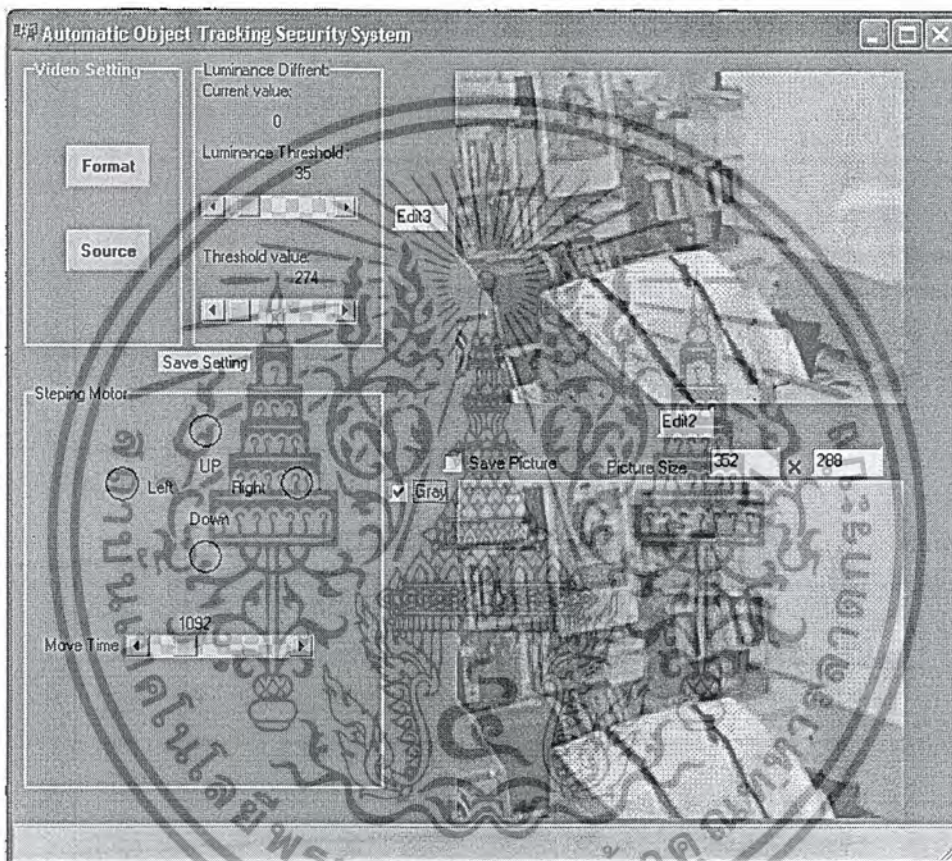 Automatic Object Tracking Security System
Video Setting
Format
Source
Luminance Diffrent:
Current value:
0
Luminance Threshold :
35
Threshold value:
274
Edit3
Save Setting
Steping Motor
UP
Left
Right
Down
Move Time
1092
Edit2
Save Picture
Picture Size
352
X
288
Gray